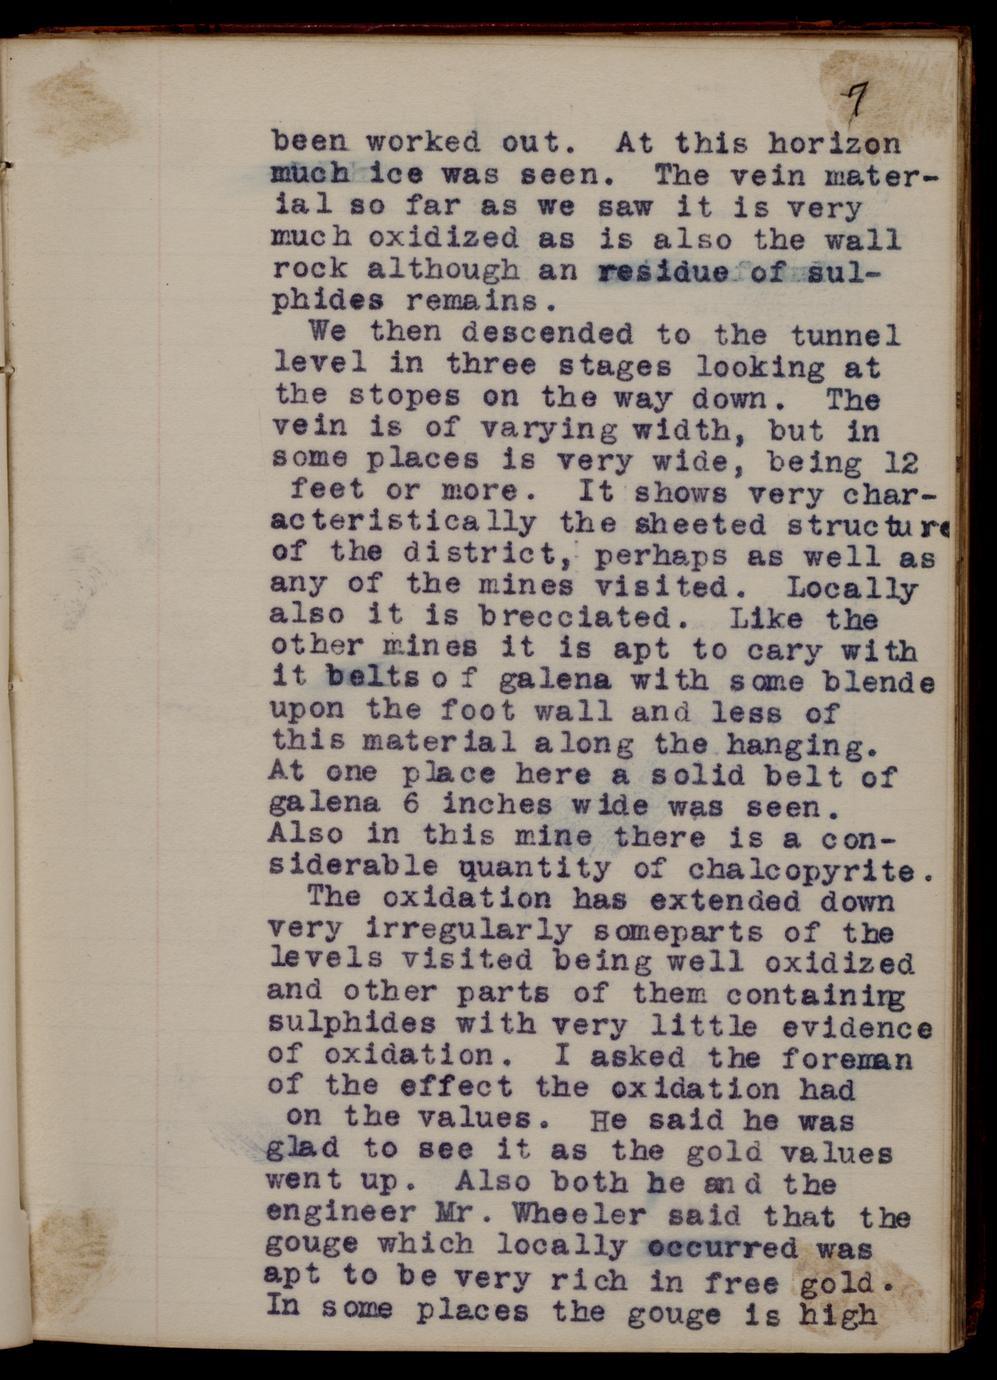 7
been worked out.  At this horizon
much ice was seen.  The vein mater-
ial so far as we saw it is very
much oxidized as is also the wall
rock although an residue of sul-
phides remains.
We then descended to the tunnel
level in three stages looking at
the stopes on the way down.  The
vein is of varying width, but in
some places is very wide, being 12
feet or more.  It shows very char-
acteristically the sheeted structure
of the district, perhaps as well as
any of the mines visited.  Locally
also it is brecciated.  Like the
other mines it is apt to cary with
it belts of galena with some blende
upon the foot wall and less of
this material along the hanging.
At one place here a solid belt of
galena 6 inches wide was seen.
Also in this mine there is a con-
siderable quantity of chalcopyrite.
The oxidation has extended down
very irregularly someparts of the
levels visited being well oxidized
and other parts of them containing
sulphides with very little evidence
of oxidation.  I asked the foreman
of the effect the oxidation had
on the values.  He said he was
glad to see it as the gold values
went up.  Also both he and the
engineer Mr. Wheeler said that the
gouge which locally occurred was
apt to be very rich in free gold.
In some places the gouge is high